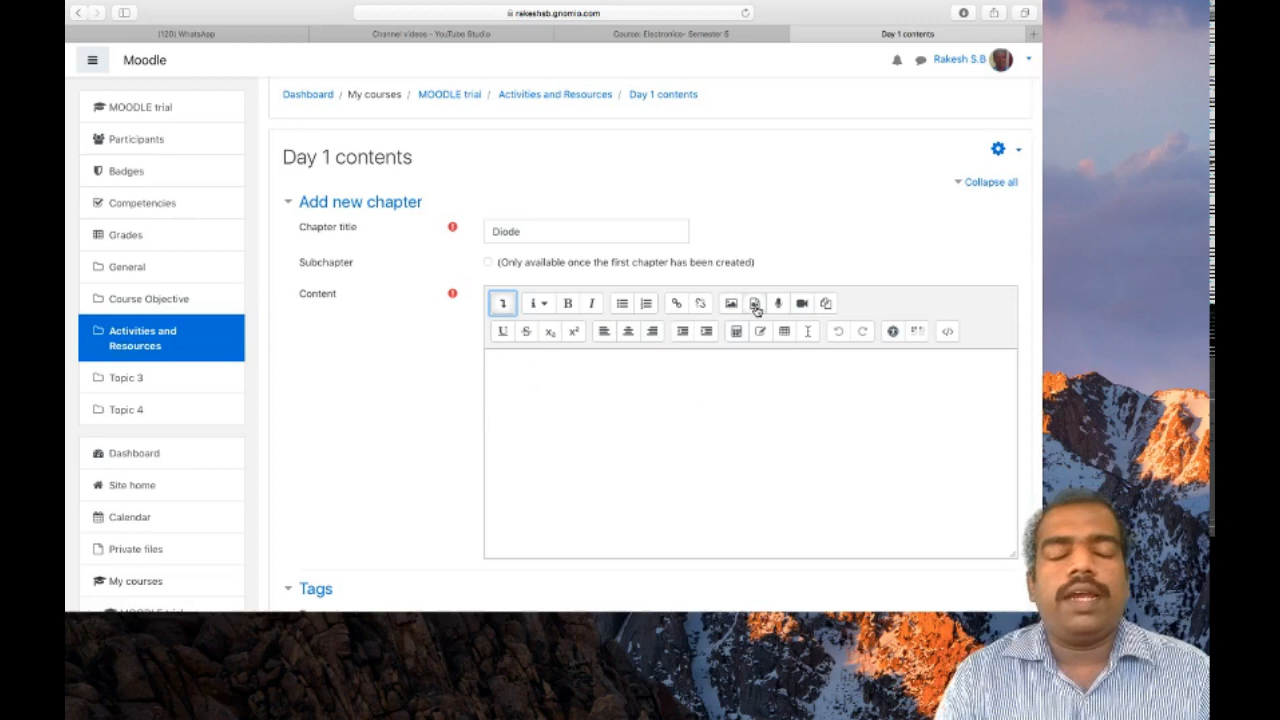 rakeshsb.gnomio.com
(120) WhatsApp
Channel videos - YouTube Studio
Course: Electronics- Semester 6
Day 1 contents
Moodle
Rakesh S.B
MOODLE trial
Participants
Badges
Competencies
Grades
General
Course Objective
Activities and
Resources
Topic 3
Topic 4
Dashboard
Site home
Calendar
Private files
My courses
MOODLE trial
Dashboard / My courses / MOODLE trial / Activities and Resources / Day 1 contents
Day 1 contents
Collapse all
Add new chapter
Chapter title
Diode
Subchapter
(Only available once the first chapter has been created)
Content
Tags